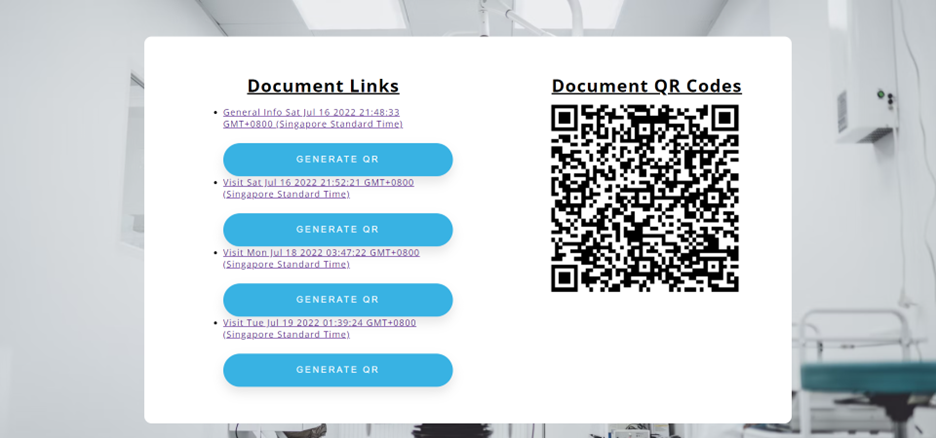 Document Links
General Info Sat Jul 16 2022 21:48:33
GMT+0800 (Singapore Standard Time)
GENERATE QR
Visit Sat Jul 16 2022 21:52:21 GMT+0800
(Singapore Standard Time)
GENERATE QR
Visit Mon Jul 18 2022 03:47:22 GMT+0800
(Singapore Standard Time)
GENERATE QR
Visit Tue Jul 19 2022 01:39:24 GMT+0800
(Singapore Standard Time)
GENERATE QR
Document QR Codes